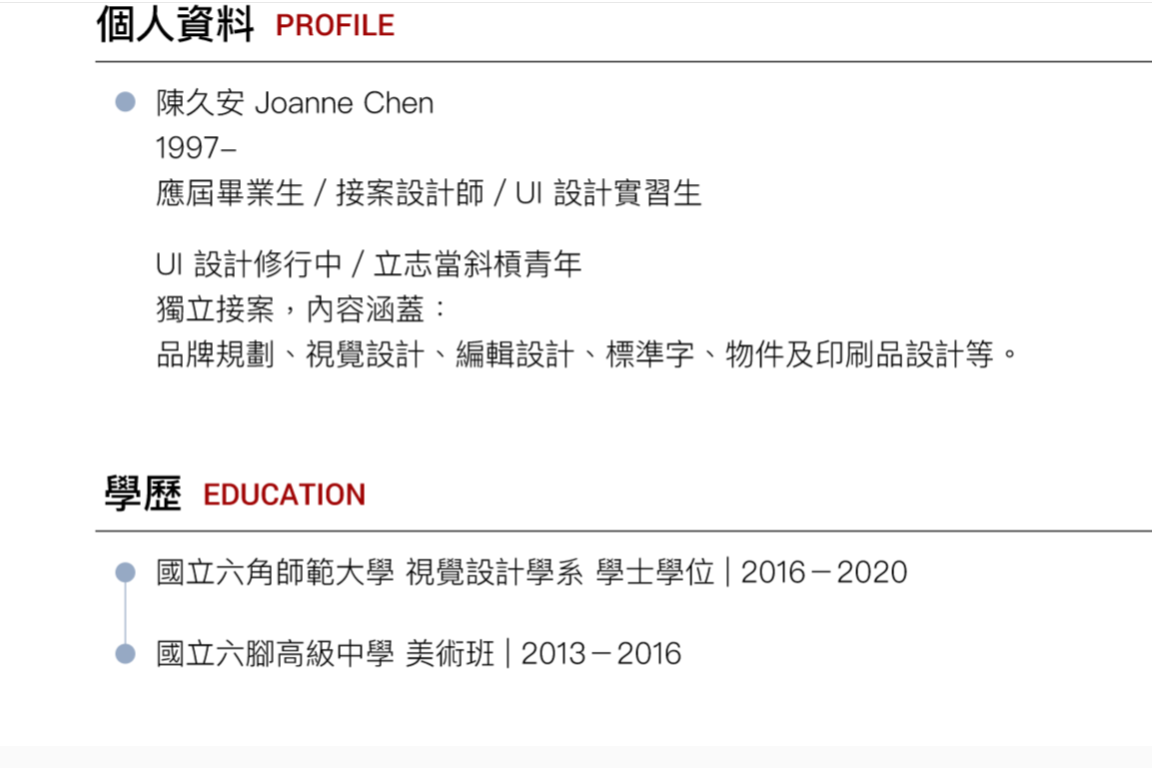 個人資料 PROFILE
陳久安 Joanne Chen
1997–
應屆畢業生 / 接案設計師 / UI 設計實習生
UI 設計修行中 / 立志當斜槓青年
獨立接案，內容涵蓋：
品牌規劃、視覺設計、編輯設計、標準字、物件及印刷品設計等。
學歷 EDUCATION
國立六角師範大學 視覺設計學系 學士學位 | 2016－2020
國立六腳高級中學 美術班 | 2013－2016